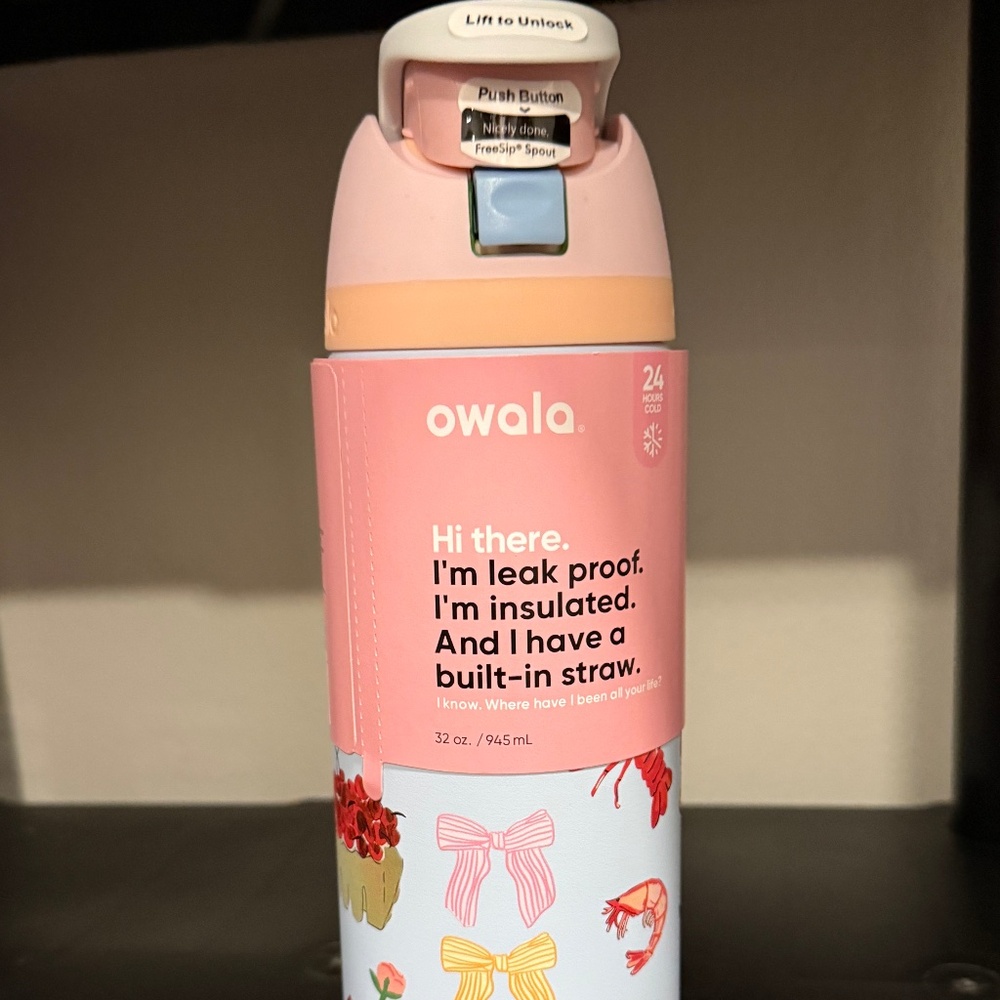 Lift to Unlock
Push Button
Nicely done.
FreeSip® Spout
owala®
24
HOURS
COLD
Hi there.
I'm leak proof.
I'm insulated.
And I have a
built-in straw.
I know. Where have I been all your life?
32 oz. / 945 mL